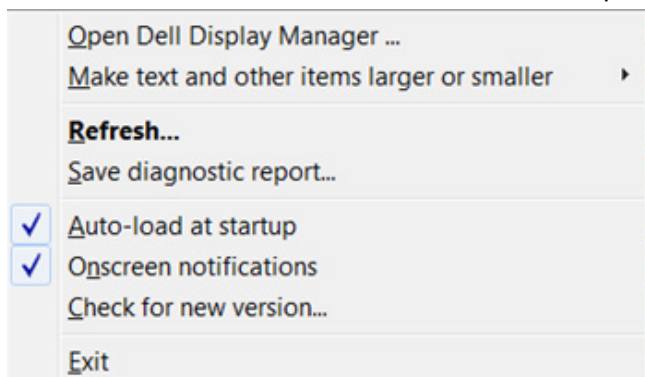 Open Dell Display Manager ...
Make text and other items larger or smaller
Refresh...
Save diagnostic report...
Auto-load at startup
Onscreen notifications
Check for new version...
Exit